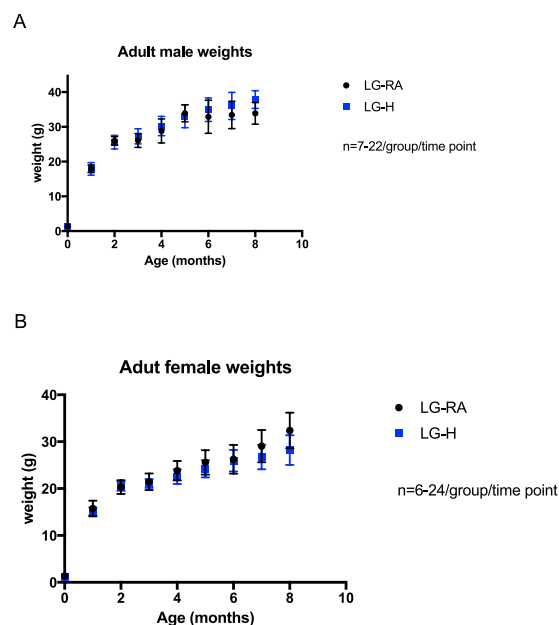 A
Adult male weights
LG-RA
LG-H
n=7-22/group/time point
weight (g)
40
30
20
10
0
0 2 4 6 8 10
Age (months)
B
Adut female weights
LG-RA
LG-H
n=6-24/group/time point
weight (g)
40
30
20
10
0
0 2 4 6 8 10
Age (months)